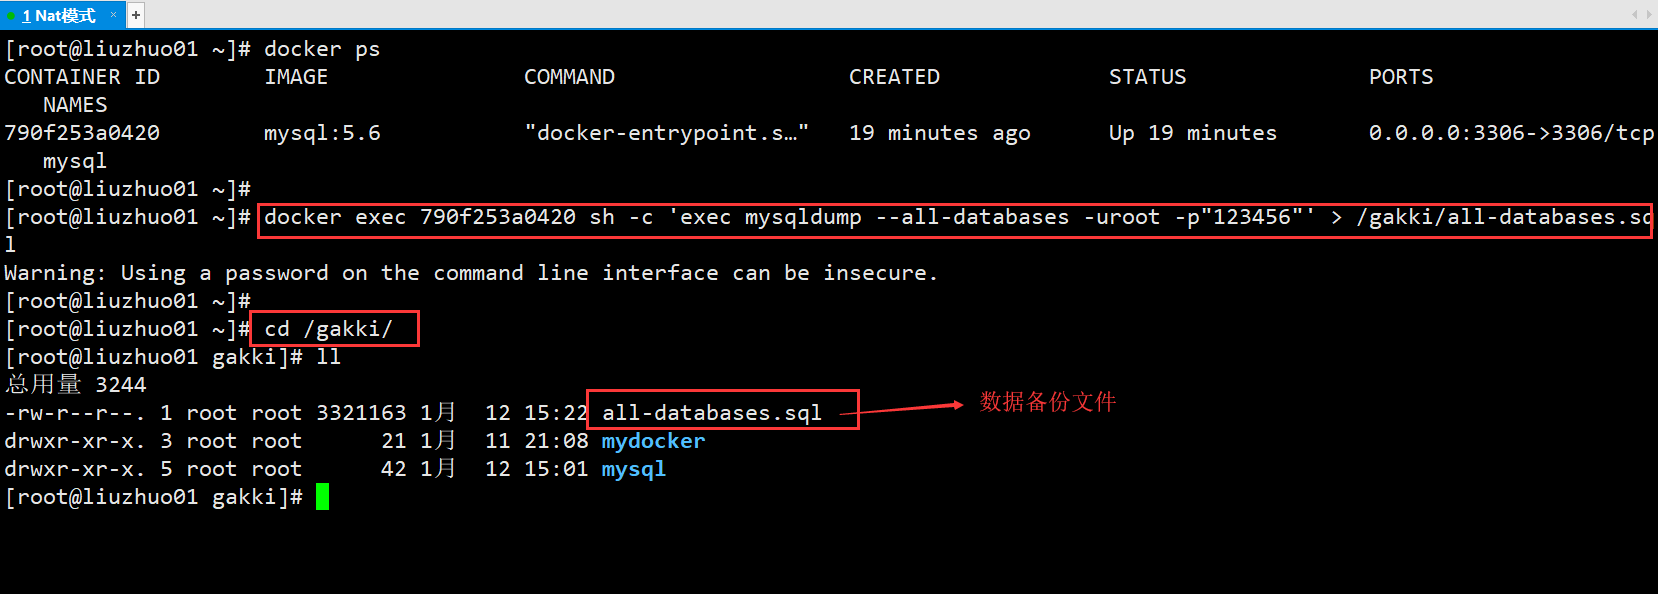 1 Nat模式 × +
[root@liuzhuo01 ~]# docker ps
CONTAINER ID        IMAGE               COMMAND                  CREATED             STATUS              PORTS
   NAMES
790f253a0420        mysql:5.6           "docker-entrypoint.s…"   19 minutes ago      Up 19 minutes       0.0.0.0:3306->3306/tcp
   mysql
[root@liuzhuo01 ~]#
[root@liuzhuo01 ~]# docker exec 790f253a0420 sh -c 'exec mysqldump --all-databases -uroot -p"123456"' > /gakki/all-databases.sq
l
Warning: Using a password on the command line interface can be insecure.
[root@liuzhuo01 ~]#
[root@liuzhuo01 ~]# cd /gakki/
[root@liuzhuo01 gakki]# ll
总用量 3244
-rw-r--r--. 1 root root 3321163 1月  12 15:22 all-databases.sql 数据备份文件
drwxr-xr-x. 3 root root      21 1月  11 21:08 mydocker
drwxr-xr-x. 5 root root      42 1月  12 15:01 mysql
[root@liuzhuo01 gakki]#